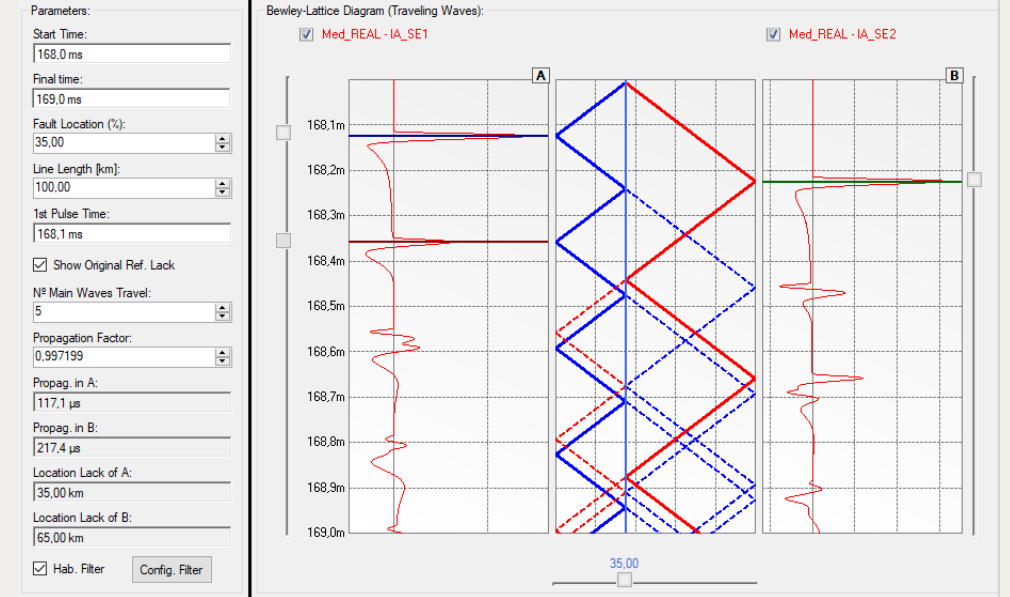 Parameters:
Start Time:
168,0 ms
Final time:
169,0 ms
Fault Location (%):
35,00
Line Length [km]:
100,00
1st Pulse Time:
168,1 ms
Show Original Ref. Lack
Nº Main Waves Travel:
5
Propagation Factor:
0,997199
Propag. in A:
117,1 µs
Propag. in B:
217,4 µs
Location Lack of A:
35,00 km
Location Lack of B:
65,00 km
Hab. Filter
Config. Filter
Bewley-Lattice Diagram (Traveling Waves):
Med_REAL - IA_SE1
Med_REAL - IA_SE2
A
B
168,1m
168,2m
168,3m
168,4m
168,5m
168,6m
168,7m
168,8m
168,9m
169,0m
35,00